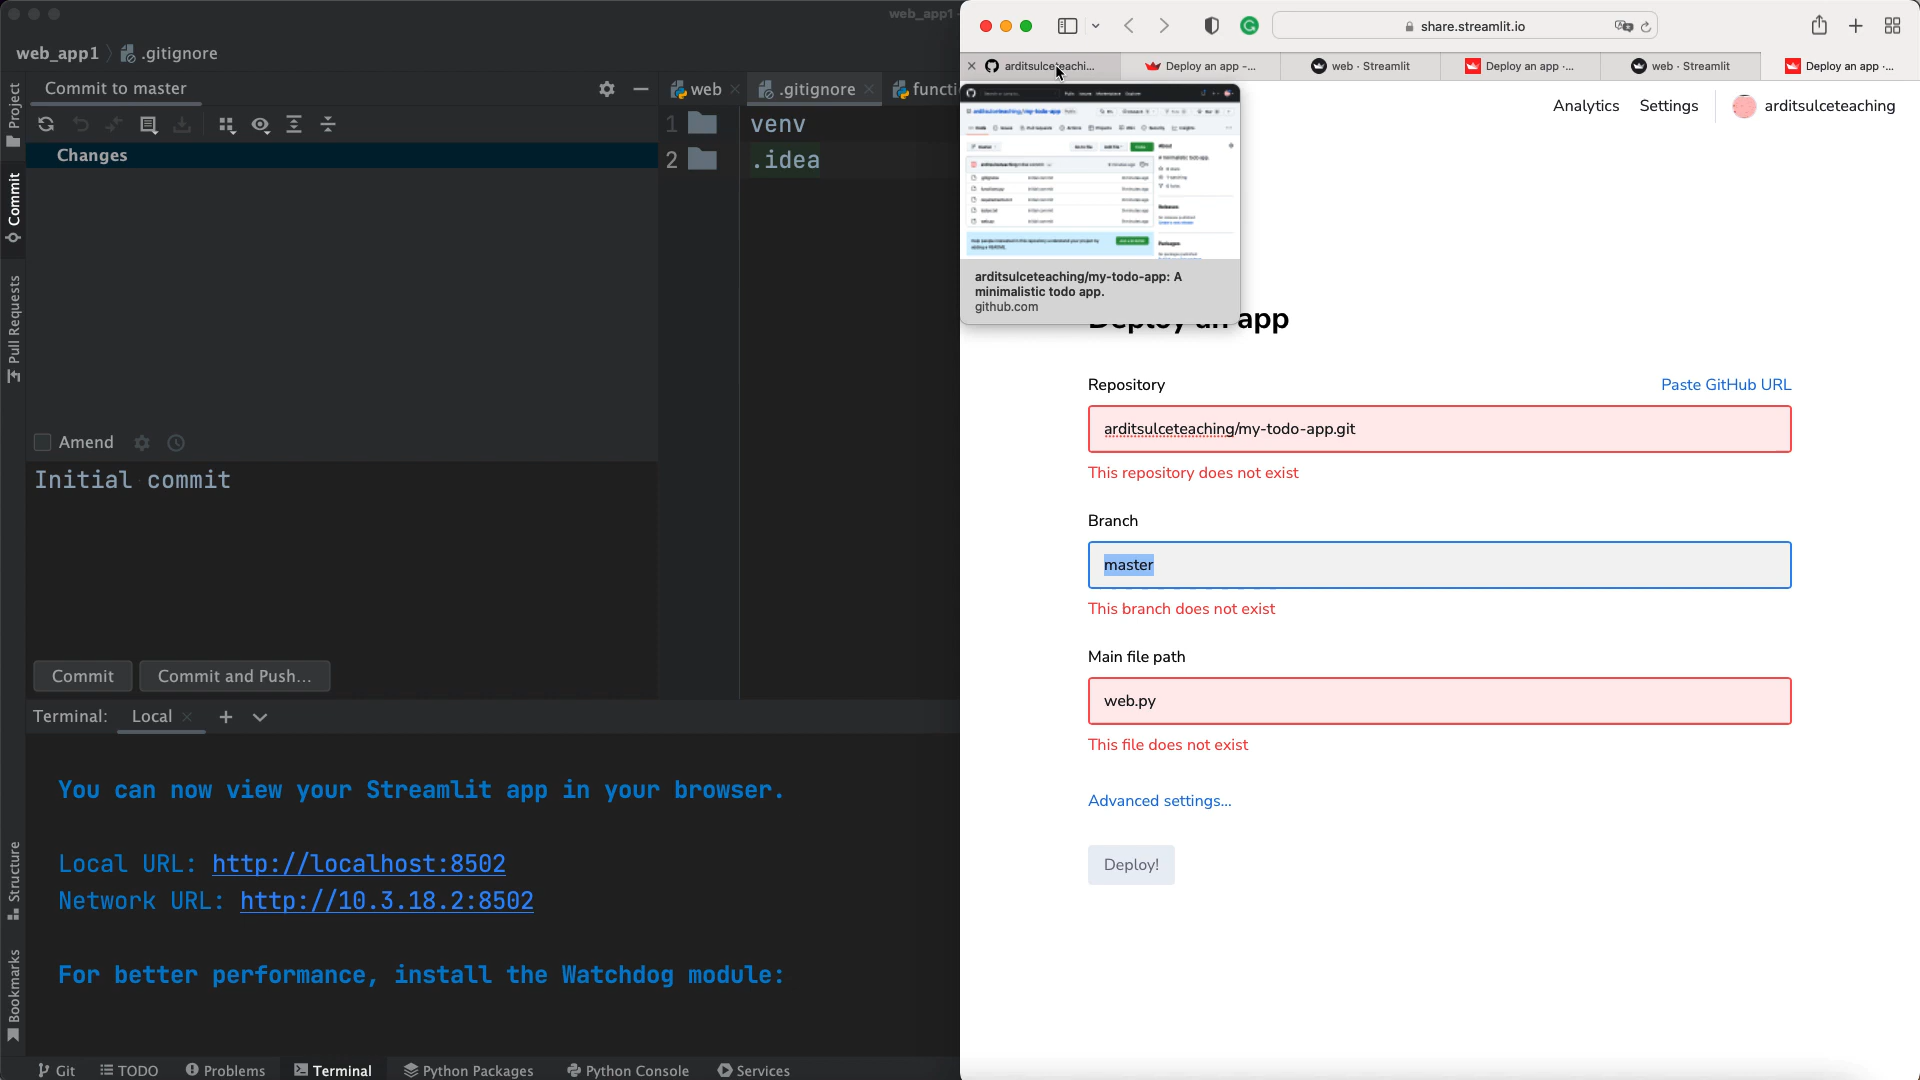 web_app1
web_app1
.gitignore
Commit to master
web
.gitignore
functi
Changes
1
venv
2
.idea
Project
Commit
Pull Requests
Structure
Bookmarks
Amend
Initial commit
Commit
Commit and Push...
Terminal:
Local
You can now view your Streamlit app in your browser.
Local URL: http://localhost:8502
Network URL: http://10.3.18.2:8502
For better performance, install the Watchdog module:
Git
TODO
Problems
Terminal
Python Packages
Python Console
Services
share.streamlit.io
arditsulceteachi...
Deploy an app -...
web · Streamlit
Deploy an app ·...
web · Streamlit
Deploy an app ·...
Analytics
Settings
arditsulceteaching
arditsulceteaching/my-todo-app: A
minimalistic todo app.
github.com
Deploy an app
Repository
Paste GitHub URL
arditsulceteaching/my-todo-app.git
This repository does not exist
Branch
master
This branch does not exist
Main file path
web.py
This file does not exist
Advanced settings...
Deploy!